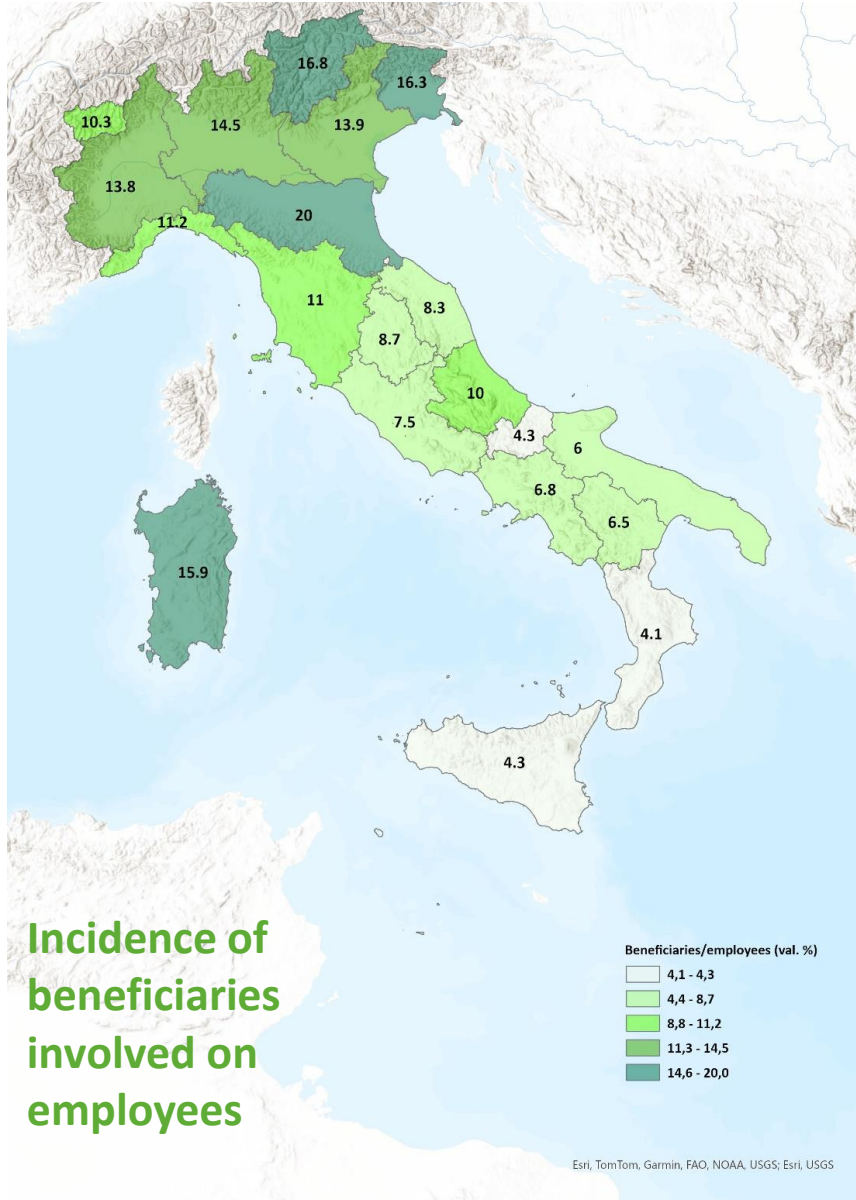 16.8
16.3
10.3
14.5
13.9
13.8
20
11.2
11
8.3
8.7
10
7.5
4.3
6
6.8
6.5
15.9
4.1
4.3
Incidence of
beneficiaries
involved on
employees
Beneficiaries/employees (val. %)
4,1 - 4,3
4,4 - 8,7
8,8 - 11,2
11,3 - 14,5
14,6 - 20,0
Esri, TomTom, Garmin, FAO, NOAA, USGS; Esri, USGS